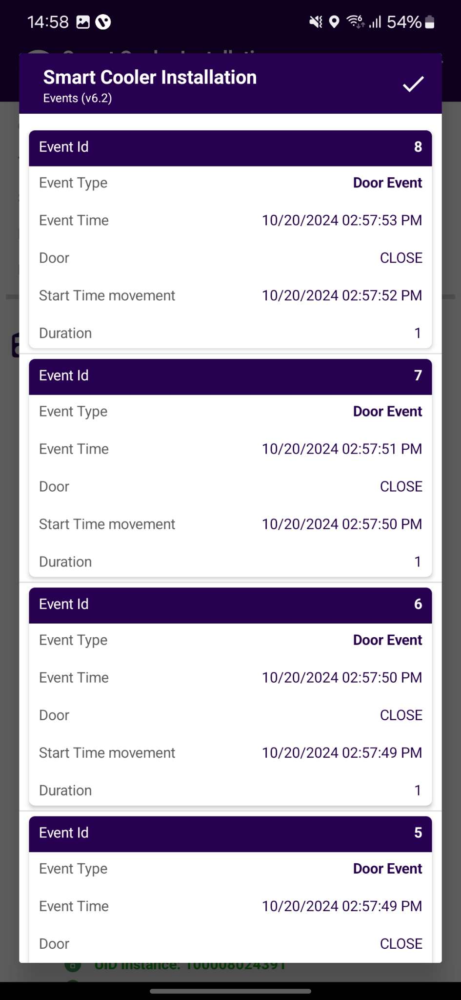 14:58 54%
Smart Cooler Installation
Events (v6.2)
Event Id 8
Event Type Door Event
Event Time 10/20/2024 02:57:53 PM
Door CLOSE
Start Time movement 10/20/2024 02:57:52 PM
Duration 1
Event Id 7
Event Type Door Event
Event Time 10/20/2024 02:57:51 PM
Door CLOSE
Start Time movement 10/20/2024 02:57:50 PM
Duration 1
Event Id 6
Event Type Door Event
Event Time 10/20/2024 02:57:50 PM
Door CLOSE
Start Time movement 10/20/2024 02:57:49 PM
Duration 1
Event Id 5
Event Type Door Event
Event Time 10/20/2024 02:57:49 PM
Door CLOSE
UID Instance: 100008024391